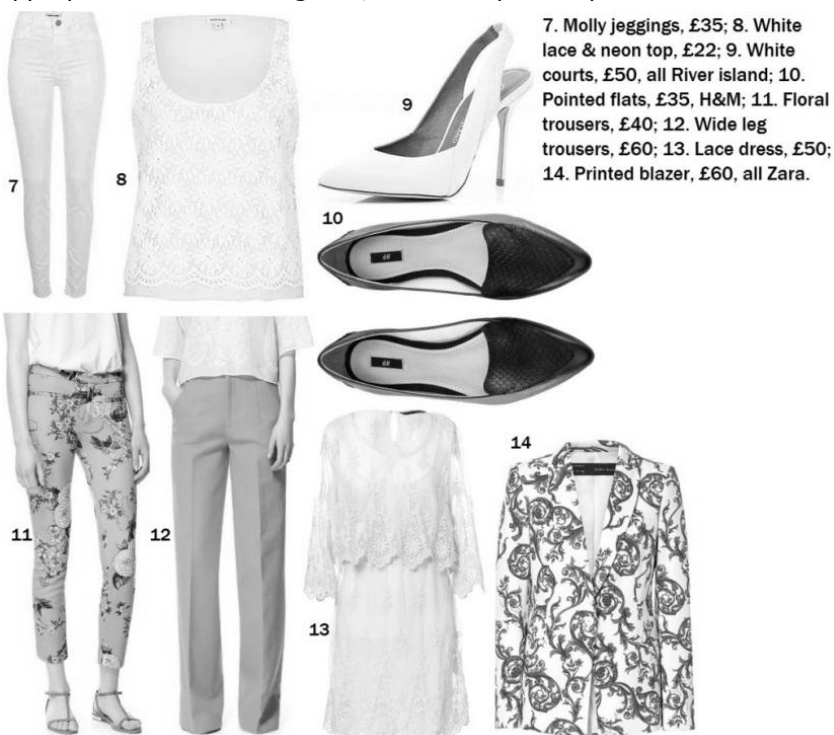 7. Molly jeggings, £35; 8. White
lace & neon top, £22; 9. White
courts, £50, all River island; 10.
Pointed flats, £35, H&M; 11. Floral
trousers, £40; 12. Wide leg
trousers, £60; 13. Lace dress, £50;
14. Printed blazer, £60, all Zara.
7
8
9
10
11
12
13
14